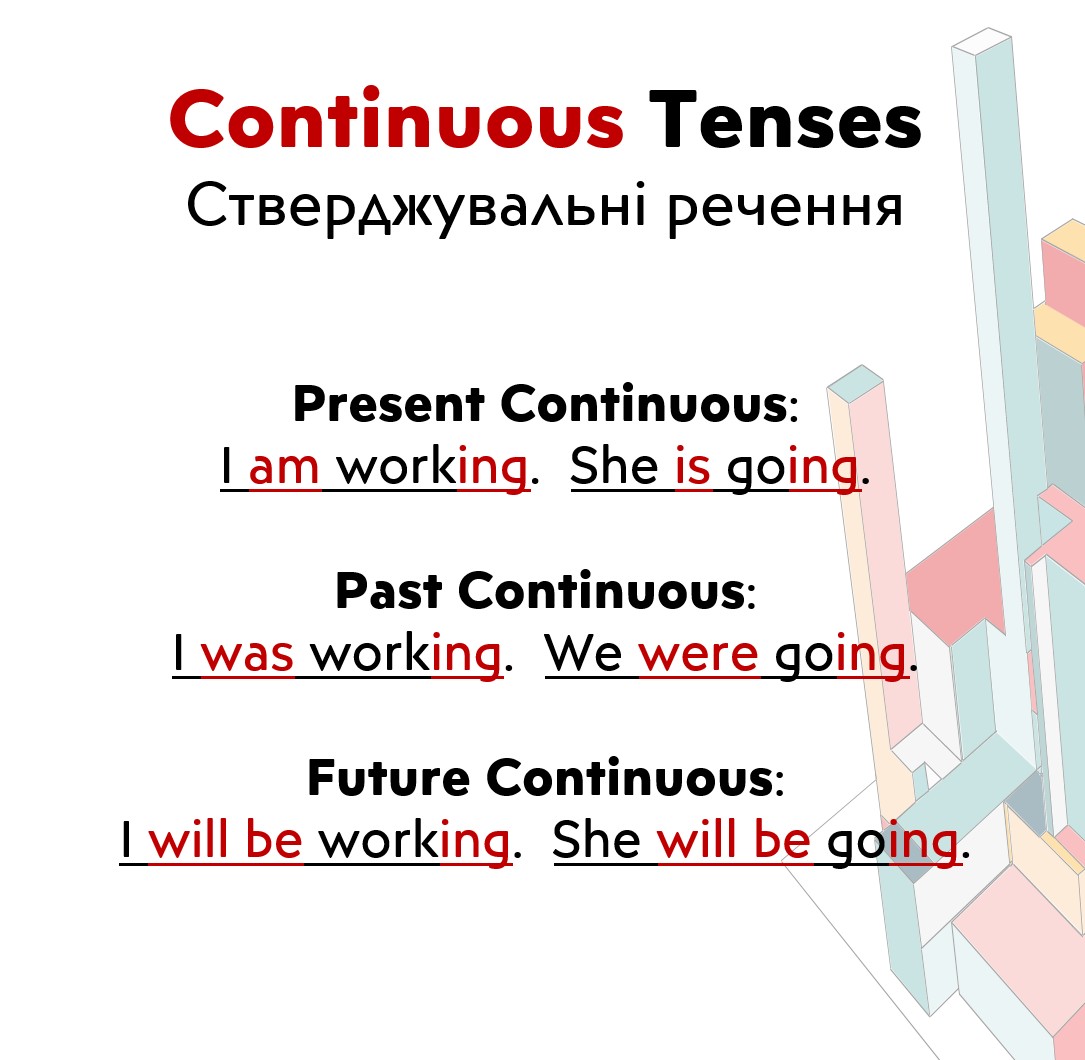 Continuous Tenses
Стверджувальні речення
Present Continuous:
I am working.  She is going.
Past Continuous:
I was working.  We were going.
Future Continuous:
I will be working.  She will be going.